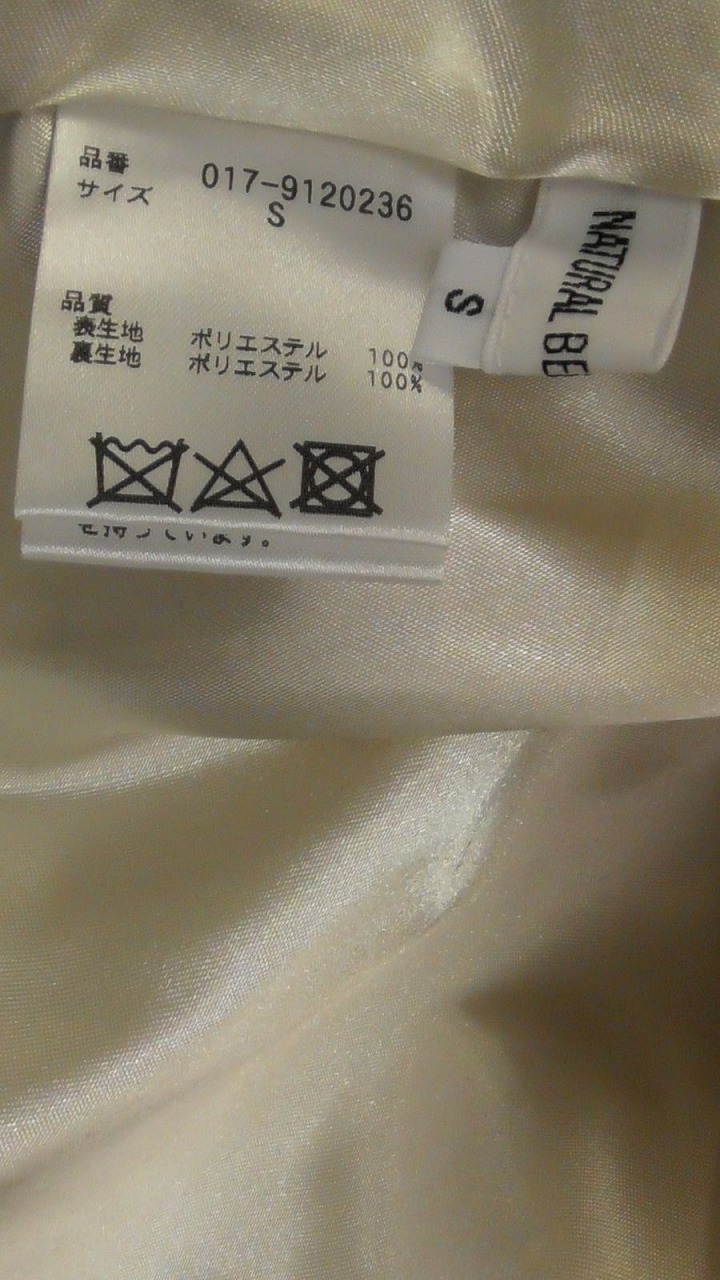 品番 017-9120236
サイズ S
品質
表生地 ポリエステル 100%
裏生地 ポリエステル 100%
S
NATURAL BE